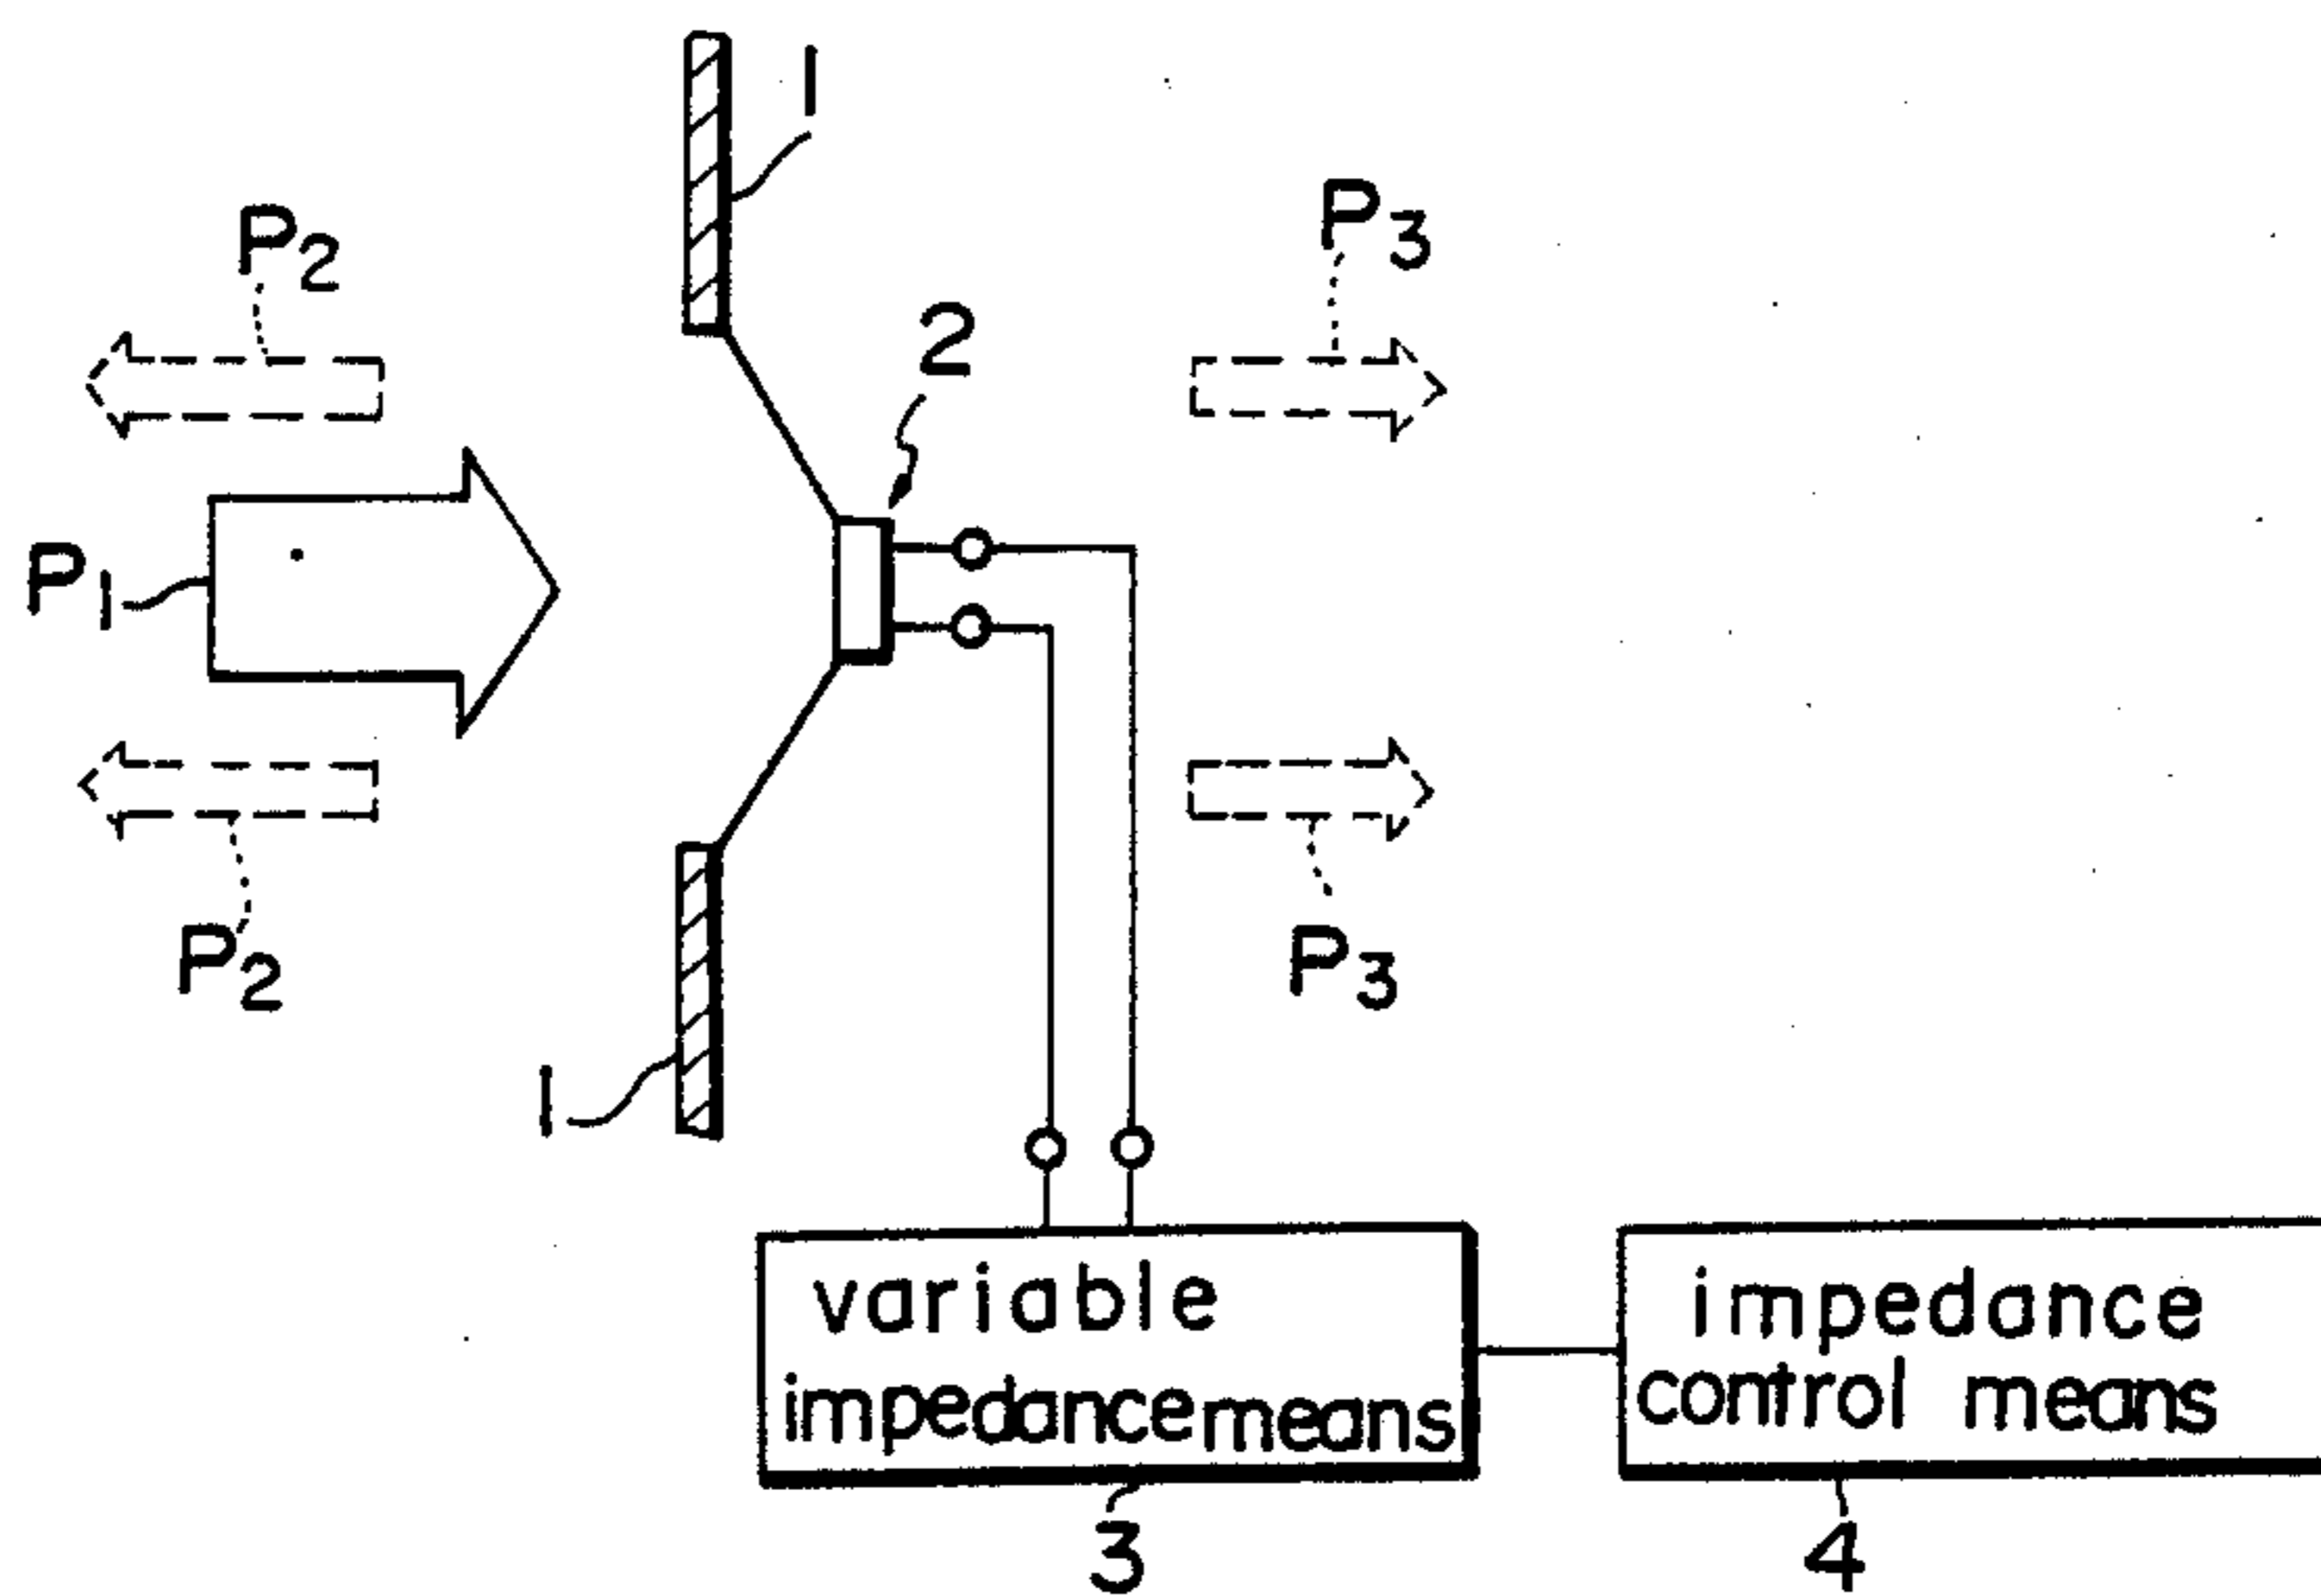 1
P2
P3
2
P1
P2
P3
1
variable
impedance means
impedance
control means
3
4